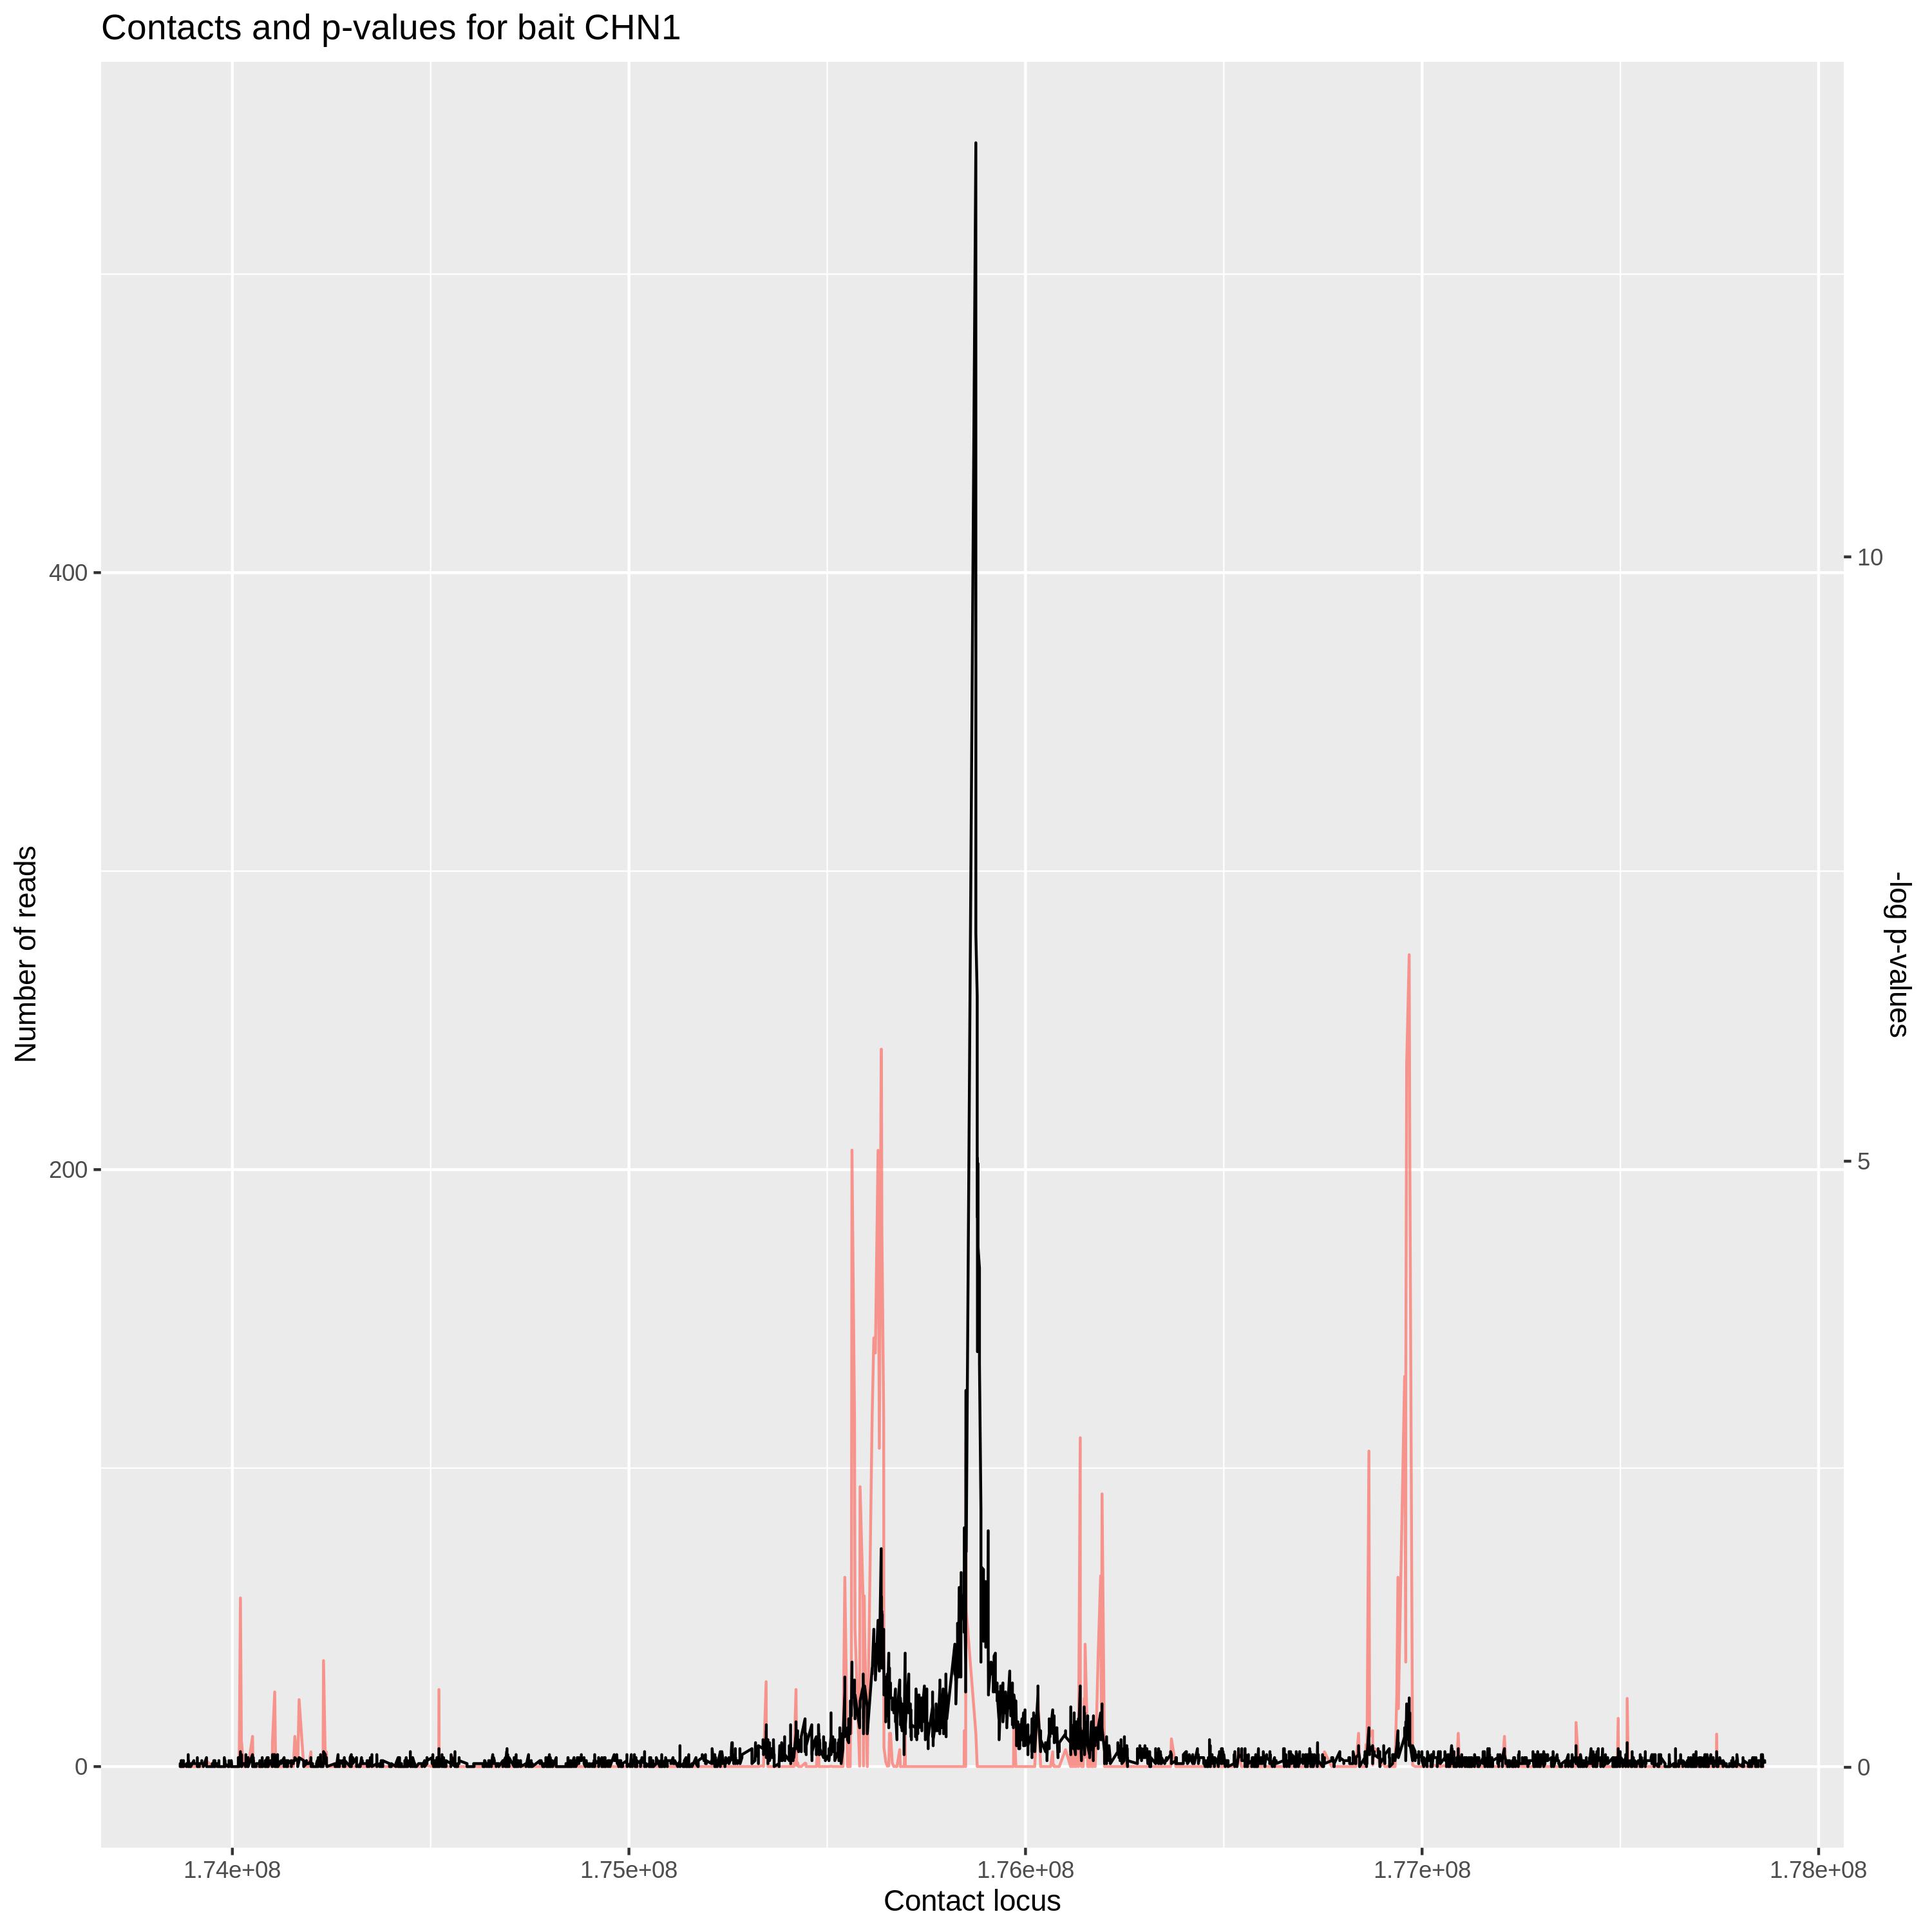 Contacts and p-values for bait CHN1
Number of reads
400
200
0
10
5
0
-log p-values
1.74e+08 1.75e+08 1.76e+08 1.77e+08 1.78e+08
Contact locus